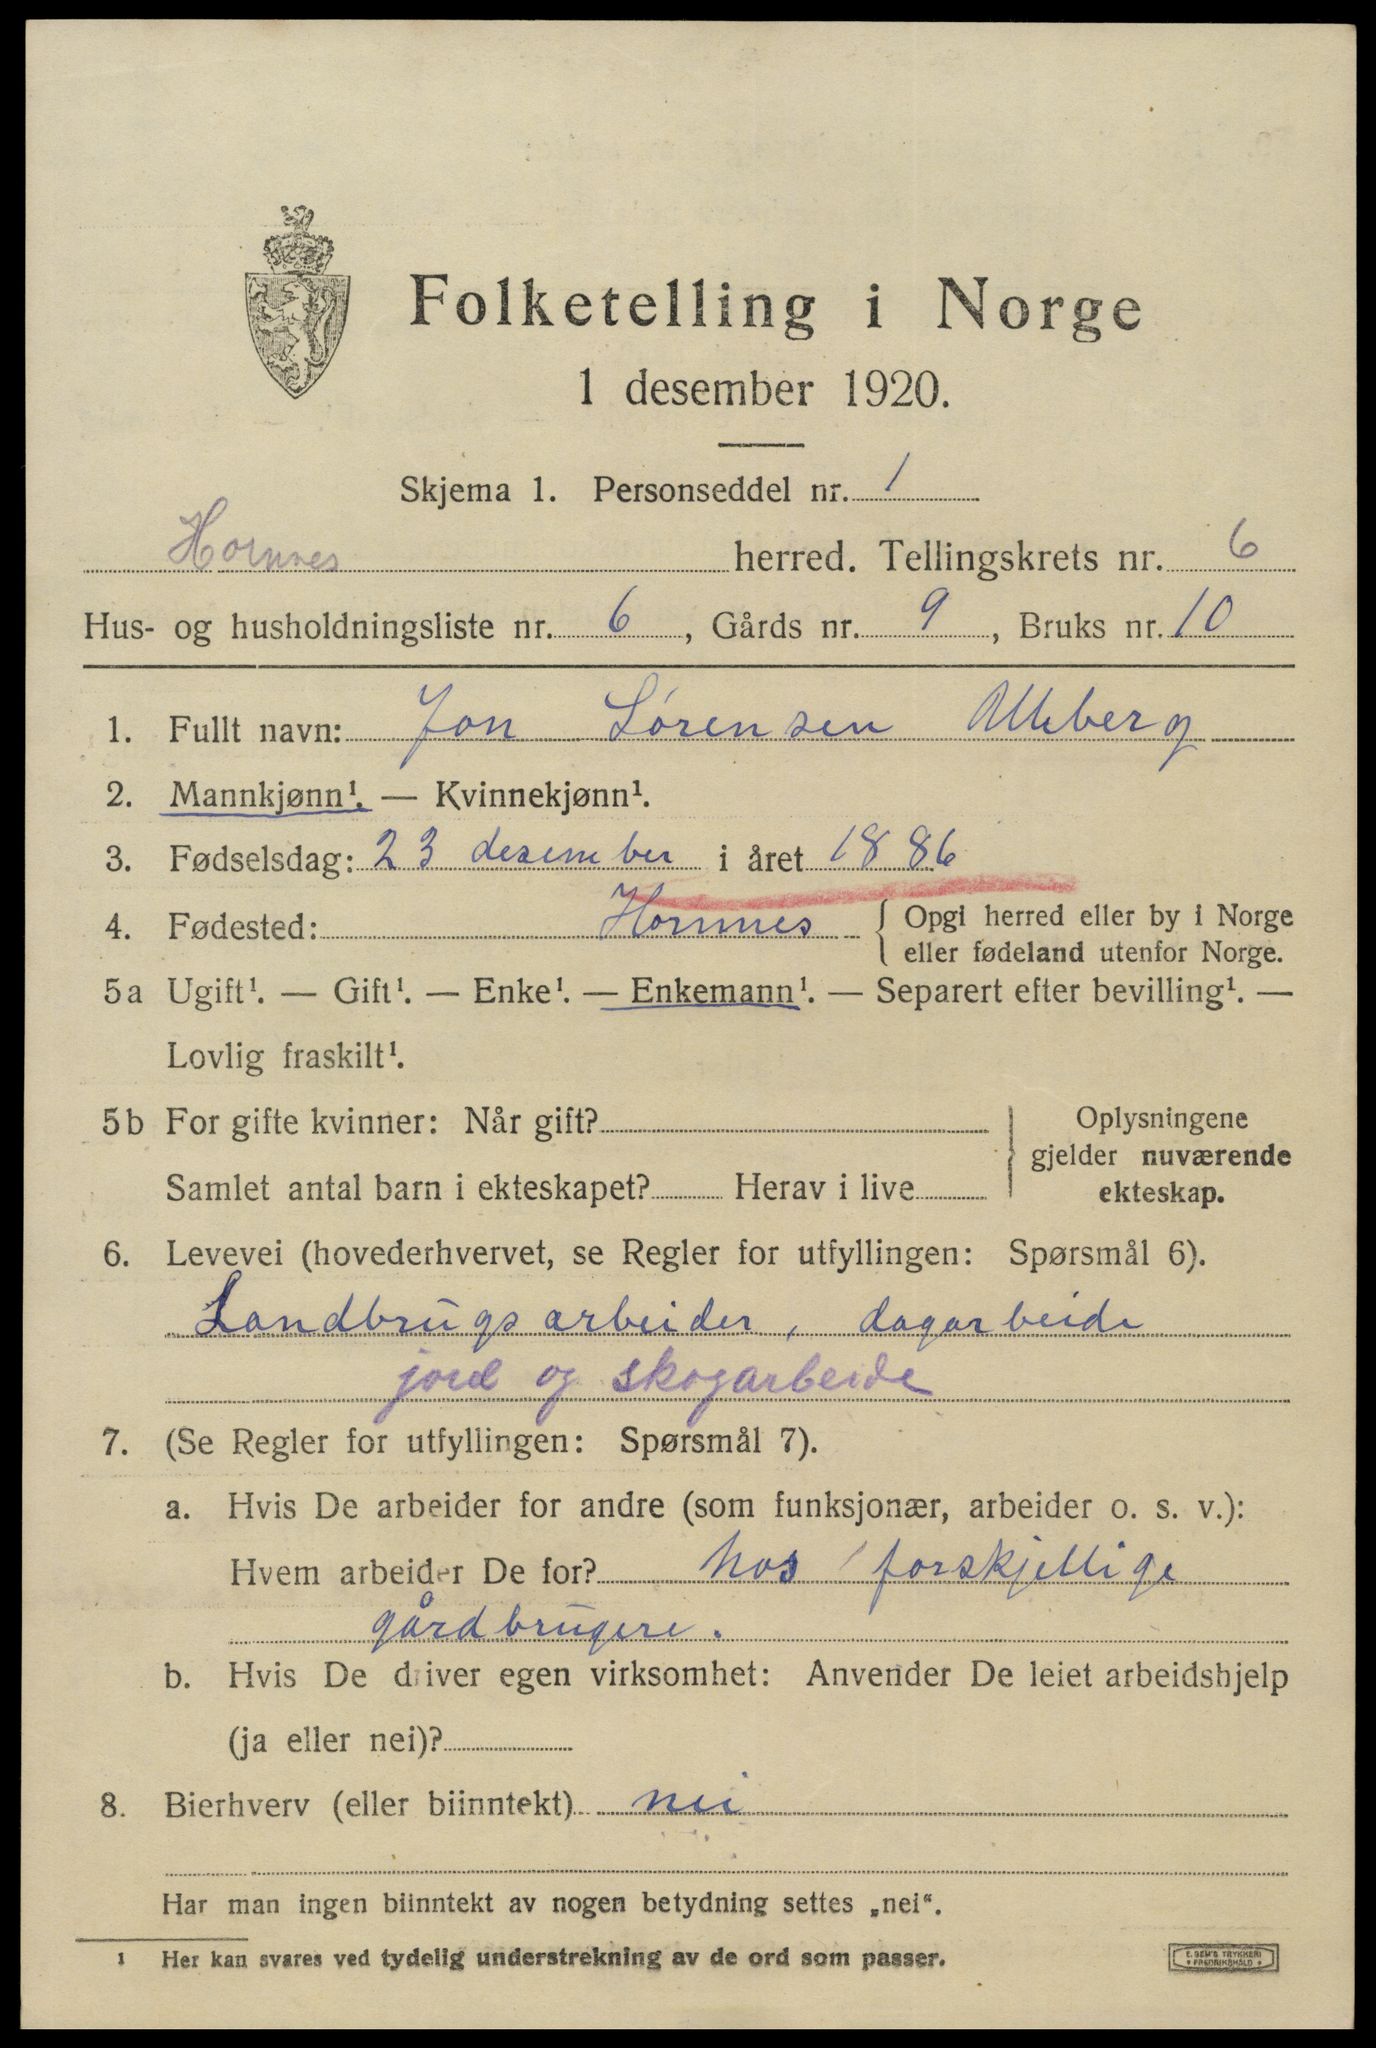 Folketelling i Norge
1 desember 1920.
Skjema 1. Personseddel nr. 1
Hornnes herred. Tellingskrets nr. 6
Hus- og husholdningsliste nr. 6, Gårds nr. 9, Bruks nr. 10
1. Fullt navn: Jon Sørensen
2. Mannkjønn¹. — Kvinnekjønn¹.
3. Fødselsdag: 23 desember i året 1886
4. Fødested: Hornnes { Opgi herred eller by i Norge
eller fødeland utenfor Norge.
5a Ugift¹. — Gift¹. — Enke¹. — Enkemann¹. — Separert efter bevilling¹. —
Lovlig fraskilt¹.
5b For gifte kvinner: Når gift? Oplysningene
gjelder nuværende
Samlet antal barn i ekteskapet? Herav i live ekteskap.
6. Levevei (hovederhvervet, se Regler for utfyllingen: Spørsmål 6).
Landbrugsarbeider, dagarbeide
jord og skogarbeide
7. (Se Regler for utfyllingen: Spørsmål 7).
a. Hvis De arbeider for andre (som funksjonær, arbeider o. s. v.):
Hvem arbeider De for? hos forskjellige
gårdbrugere.
b. Hvis De driver egen virksomhet: Anvender De leiet arbeidshjelp
(ja eller nei)?
8. Bierhverv (eller biinntekt) nei
Har man ingen biinntekt av nogen betydning settes „nei“.
1 Her kan svares ved tydelig understrekning av de ord som passer.
E. SEM'S TRYKKERI
FREDRIKSHALD